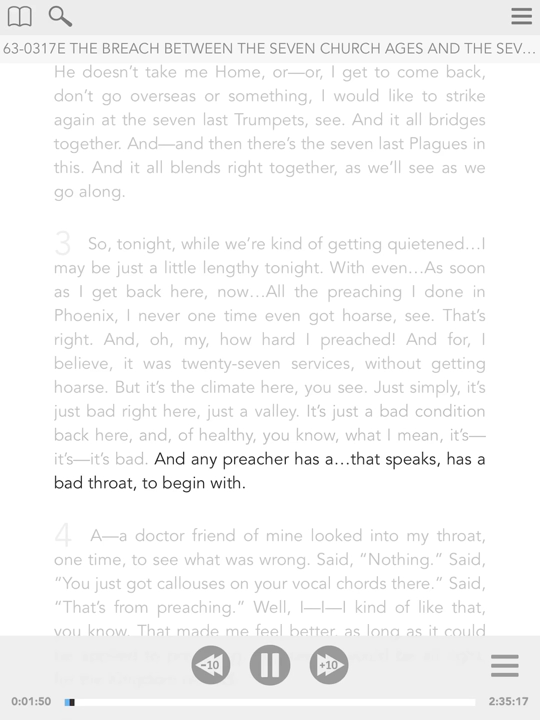 63-0317E THE BREACH BETWEEN THE SEVEN CHURCH AGES AND THE SEV…
He doesn’t take me Home, or—or, I get to come back,
don’t go overseas or something, I would like to strike
again at the seven last Trumpets, see. And it all bridges
together. And—and then there’s the seven last Plagues in
this. And it all blends right together, as we’ll see as we
go along.
3 So, tonight, while we’re kind of getting quietened…I
may be just a little lengthy tonight. With even…As soon
as I get back here, now…All the preaching I done in
Phoenix, I never one time even got hoarse, see. That’s
right. And, oh, my, how hard I preached! And for, I
believe, it was twenty-seven services, without getting
hoarse. But it’s the climate here, you see. Just simply, it’s
just bad right here, just a valley. It’s just a bad condition
back here, and, of healthy, you know, what I mean, it’s—
it’s—it’s bad. And any preacher has a…that speaks, has a
bad throat, to begin with.
4 A—a doctor friend of mine looked into my throat,
one time, to see what was wrong. Said, “Nothing.” Said,
“You just got callouses on your vocal chords there.” Said,
“That’s from preaching.” Well, I—I—I kind of like that,
you know. That made me feel better, as long as it could
-10 +10
0:01:50 2:35:17